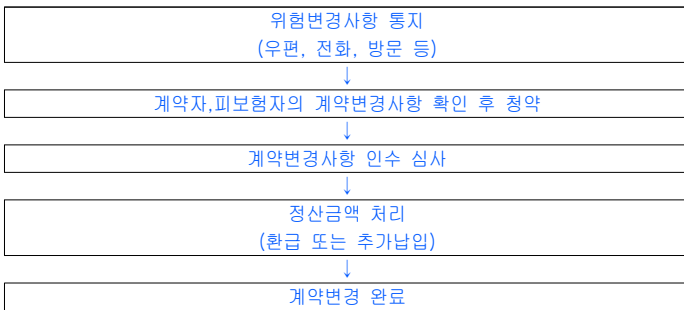 위험변경사항 통지
(우편, 전화, 방문 등)
↓
계약자,피보험자의 계약변경사항 확인 후 청약
↓
계약변경사항 인수 심사
↓
정산금액 처리
(환급 또는 추가납입)
↓
계약변경 완료